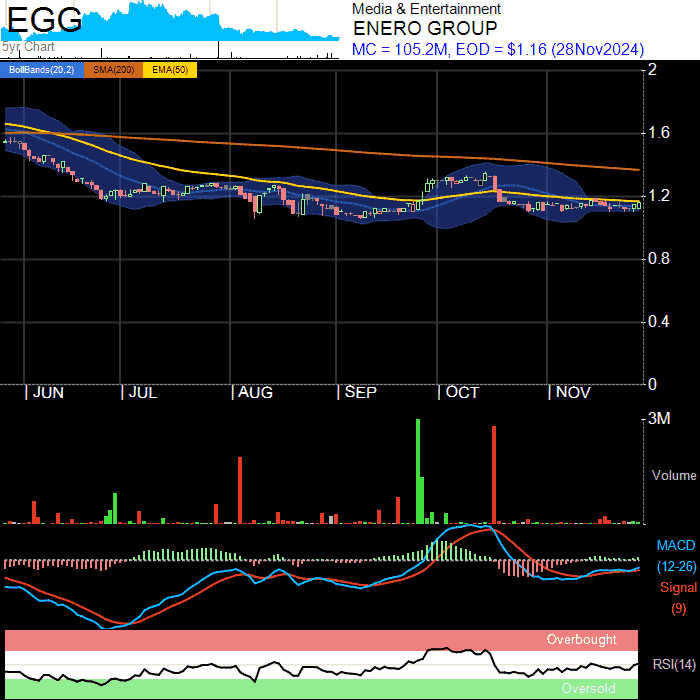 EGG
5yr Chart
Media & Entertainment
ENERO GROUP
MC = 105.2M, EOD = $1.16 (28Nov2024)
BollBands(20,2) SMA(200) EMA(50)
2
1.6
1.2
0.8
0.4
0
JUN JUL AUG SEP OCT NOV
3M
Volume
MACD
(12-26)
Signal
(9)
Overbought
RSI(14)
Oversold